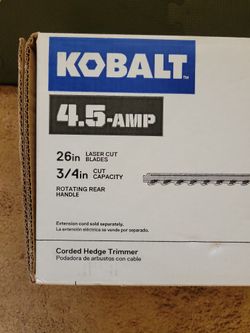 KOBALT
4.5-AMP
26in LASER CUT BLADES
3/4in CUT CAPACITY
ROTATING REAR
HANDLE
Extension cord sold separately.
La extensión eléctrica se vende por separado.
Corded Hedge Trimmer
Podadora de arbustos con cable